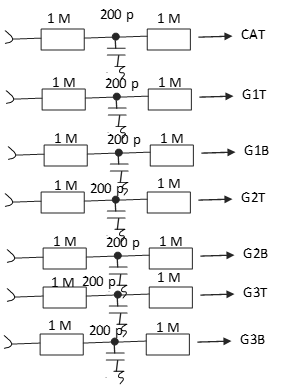 1 M 200 p 1 M CAT
1 M 200 p 1 M G1T
1 M 200 p 1 M G1B
1 M 200 p 1 M G2T
1 M 200 p 1 M G2B
1 M 200 p 1 M G3T
1 M 200 p 1 M G3B